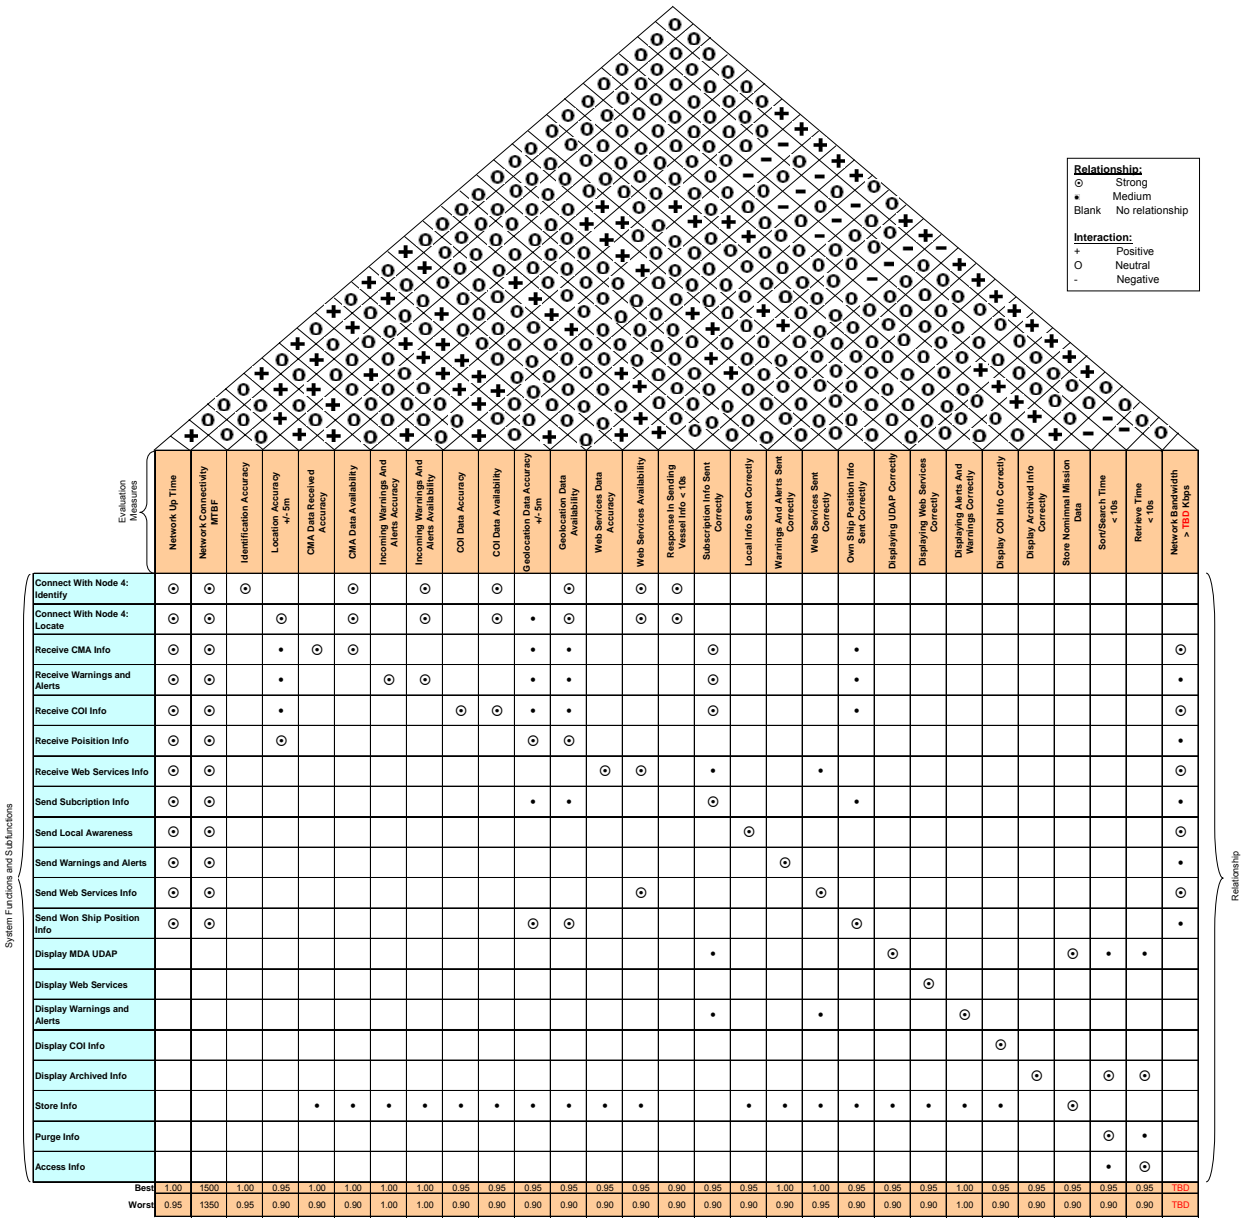 Relationship:
Strong
Medium
Blank No relationship
Interaction:
+ Positive
O Neutral
- Negative
Evaluation
Measures
Network Up Time
Network Connectivity
MTBF
Identification Accuracy
Location Accuracy
+/- 5m
CMA Data Received
Accuracy
CMA Data Availability
Incoming Warnings And
Alerts Accuracy
Incoming Warnings And
Alerts Availability
COI Data Accuracy
COI Data Availability
Geolocation Data Accuracy
+/- 5m
Geolocation Data
Availability
Web Services Data
Accuracy
Web Services Availability
Response In Sending
Vessel Info < 10s
Subscription Info Sent
Correctly
Local Info Sent Correctly
Warnings And Alerts Sent
Correctly
Web Services Sent
Correctly
Own Ship Position Info
Sent Correctly
Displaying UDAP Correctly
Displaying Web Services
Correctly
Displaying Alerts And
Warnings Correctly
Display COI Info Correctly
Display Archived Info
Correctly
Store Nomimnal Mission
Data
Sort/Search Time
< 10s
Retrieve Time
< 10s
Network Bandwidth
> TBD Kbps
System Functions and Subfunctions
Relationship
Connect With Node 4:
Identify
Connect With Node 4:
Locate
Receive CMA Info
Receive Warnings and
Alerts
Receive COI Info
Receive Poisition Info
Receive Web Services Info
Send Subcription Info
Send Local Awareness
Send Warnings and Alerts
Send Web Services Info
Send Won Ship Position
Info
Display MDA UDAP
Display Web Services
Display Warnings and
Alerts
Display COI Info
Display Archived Info
Store Info
Purge Info
Access Info
Best 1.00 1500 1.00 0.95 1.00 1.00 1.00 1.00 0.95 0.95 0.95 0.95 0.95 0.95 0.90 0.95 0.95 1.00 1.00 0.95 0.95 0.95 1.00 0.95 0.95 0.95 0.95 0.95 TBD
Worst 0.95 1350 0.95 0.90 0.90 0.90 1.00 1.00 0.90 0.90 0.90 0.90 0.90 0.90 0.90 0.90 0.90 0.90 0.95 0.90 0.90 0.90 1.00 0.90 0.90 0.90 0.90 0.90 TBD